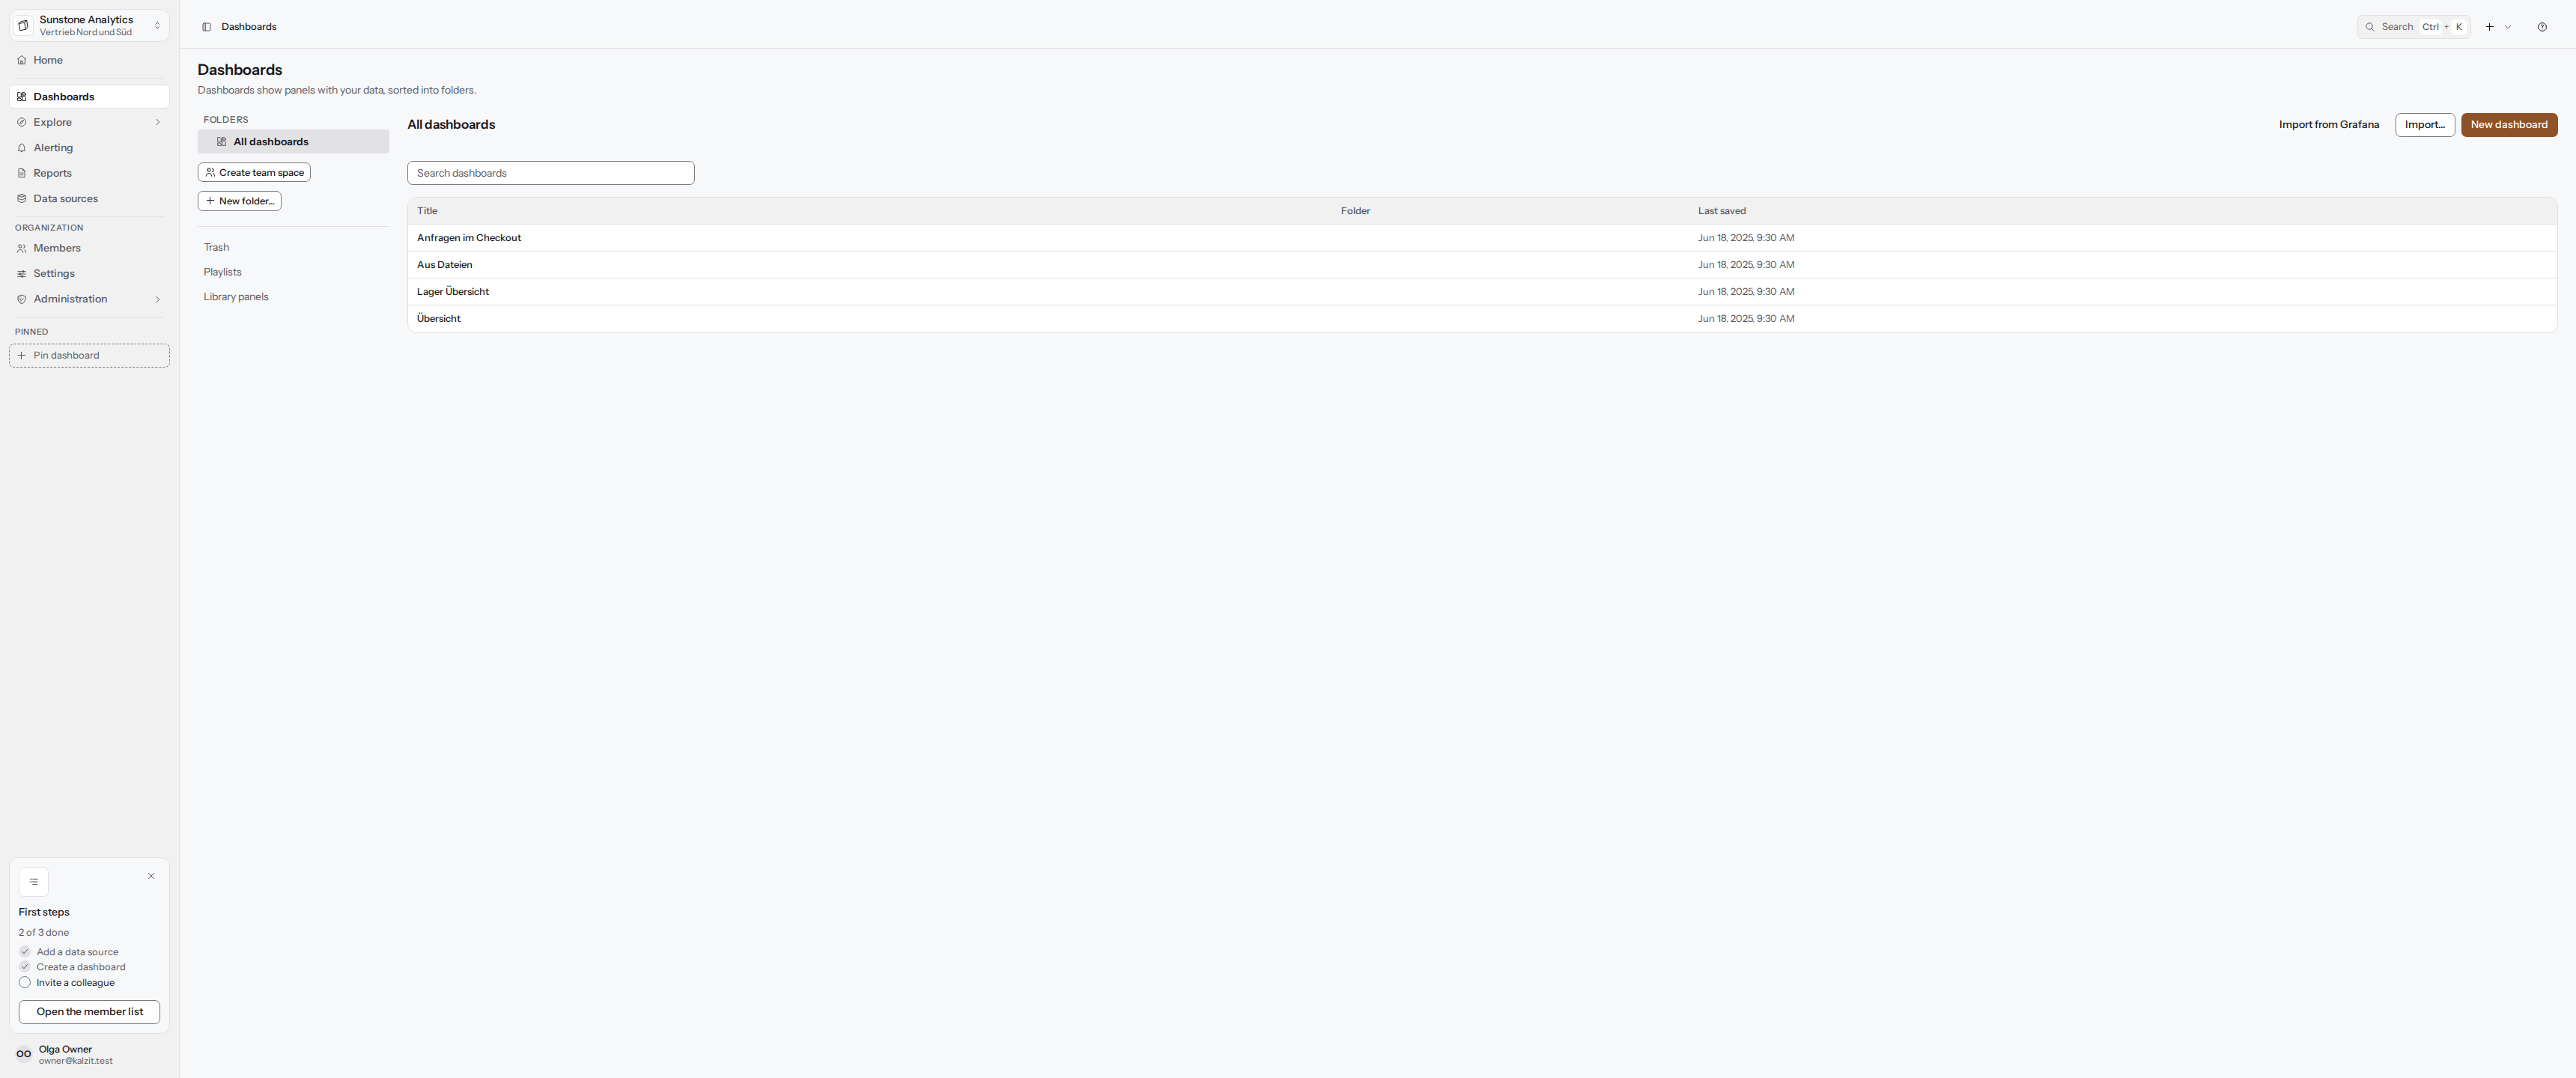 Sunstone Analytics
Vertrieb Nord und Süd
Home
Dashboards
Explore
Alerting
Reports
Data sources
ORGANIZATION
Members
Settings
Administration
PINNED
Pin dashboard
First steps
2 of 3 done
Add a data source
Create a dashboard
Invite a colleague
Open the member list
OO
Olga Owner
owner@kalzit.test
Dashboards
Search Ctrl + K
Dashboards
Dashboards show panels with your data, sorted into folders.
FOLDERS
All dashboards
Create team space
New folder...
Trash
Playlists
Library panels
All dashboards
Import from Grafana
Import...
New dashboard
Search dashboards
Title Folder Last saved
Anfragen im Checkout Jun 18, 2025, 9:30 AM
Aus Dateien Jun 18, 2025, 9:30 AM
Lager Übersicht Jun 18, 2025, 9:30 AM
Übersicht Jun 18, 2025, 9:30 AM